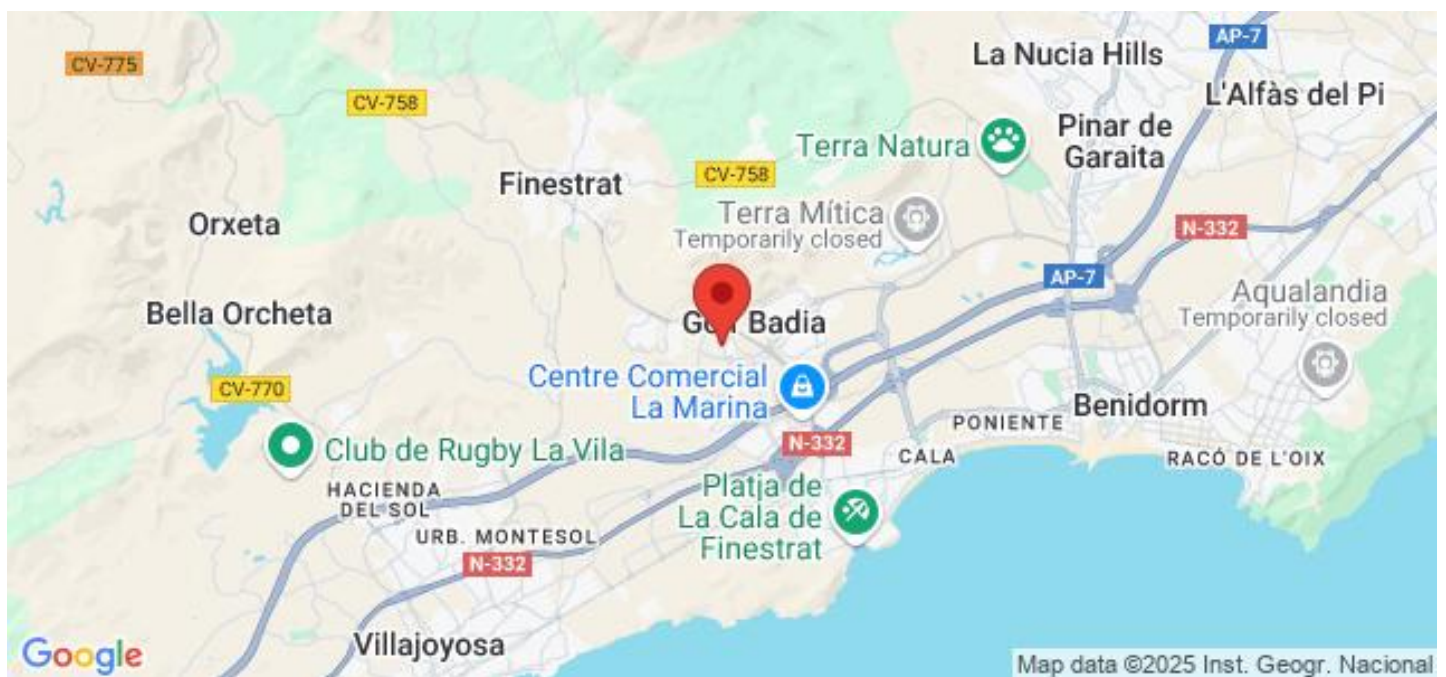 AP-7
La Nucia Hills
CV-775
L'Alfàs del Pi
CV-758
Pinar de
Garaita
Terra Natura
CV-758
Finestrat
Terra Mítica
Temporarily closed
Orxeta
N-332
AP-7
Aqualandia
Temporarily closed
Bella Orcheta
Badia
Centre Comercial
La Marina
CV-770
Benidorm
PONIENTE
N-332
Club de Rugby La Vila
CALA
RACÓ DE L'OIX
HACIENDA
DEL SOL
Platja de
La Cala de
Finestrat
URB. MONTESOL
N-332
Villajoyosa
Google
Map data ©2025 Inst. Geogr. Nacional